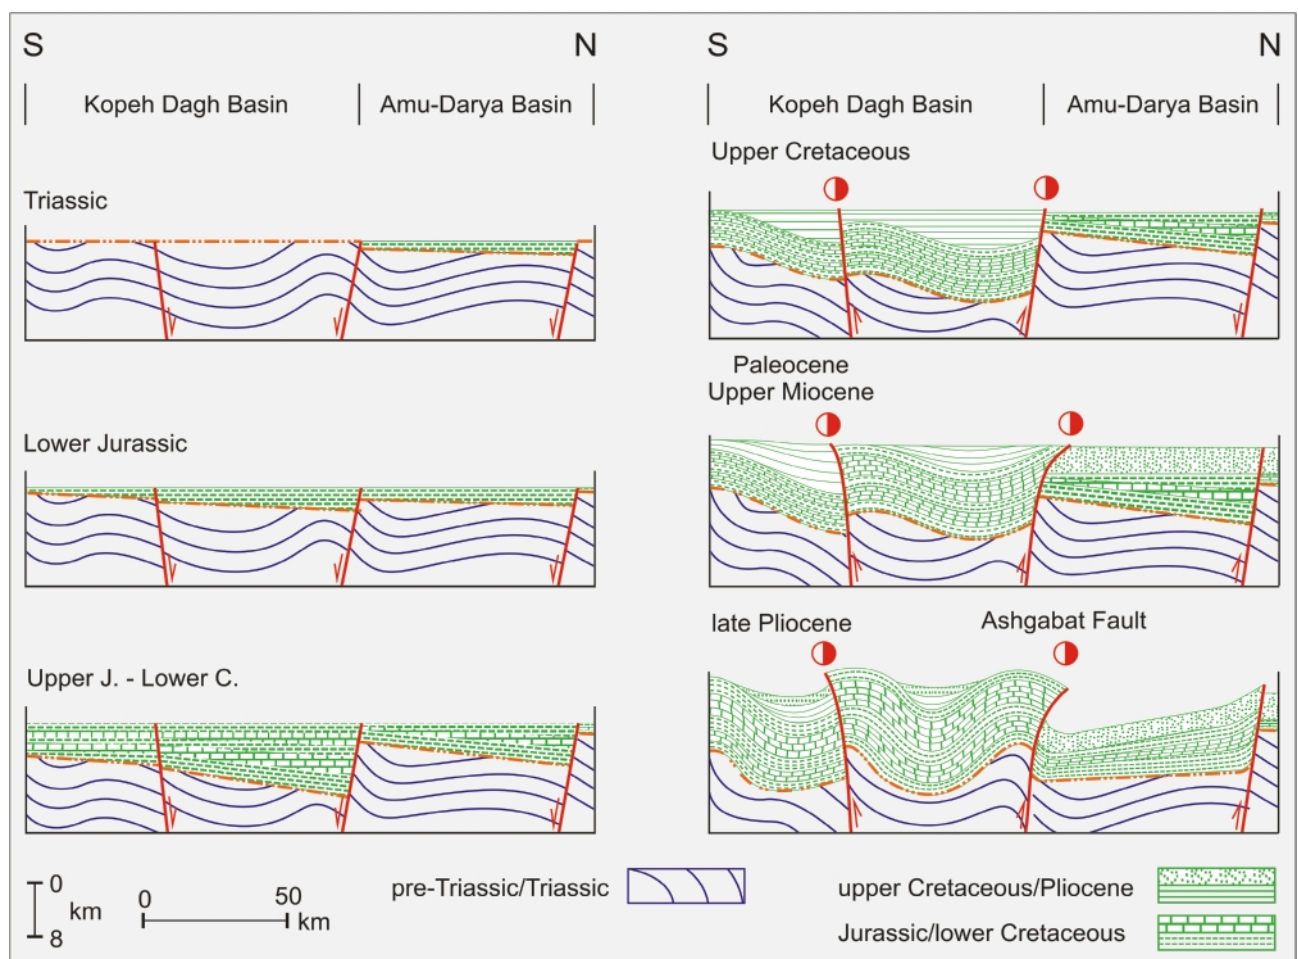 S N
Kopeh Dagh Basin Amu-Darya Basin
Triassic
Lower Jurassic
Upper J. - Lower C.
S N
Kopeh Dagh Basin Amu-Darya Basin
Upper Cretaceous
Paleocene
Upper Miocene
late Pliocene Ashgabat Fault
0
km
8
0 50
km
pre-Triassic/Triassic
upper Cretaceous/Pliocene
Jurassic/lower Cretaceous